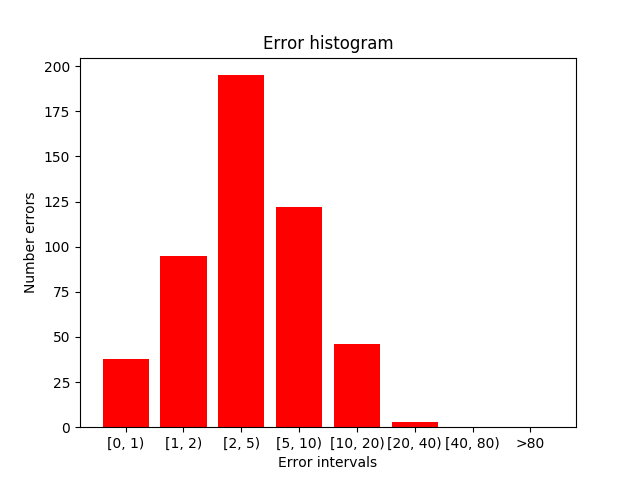 Error histogram
200
175
150
125
100
75
50
25
0
Number errors
[0, 1) [1, 2) [2, 5) [5, 10) [10, 20) [20, 40) [40, 80) >80
Error intervals